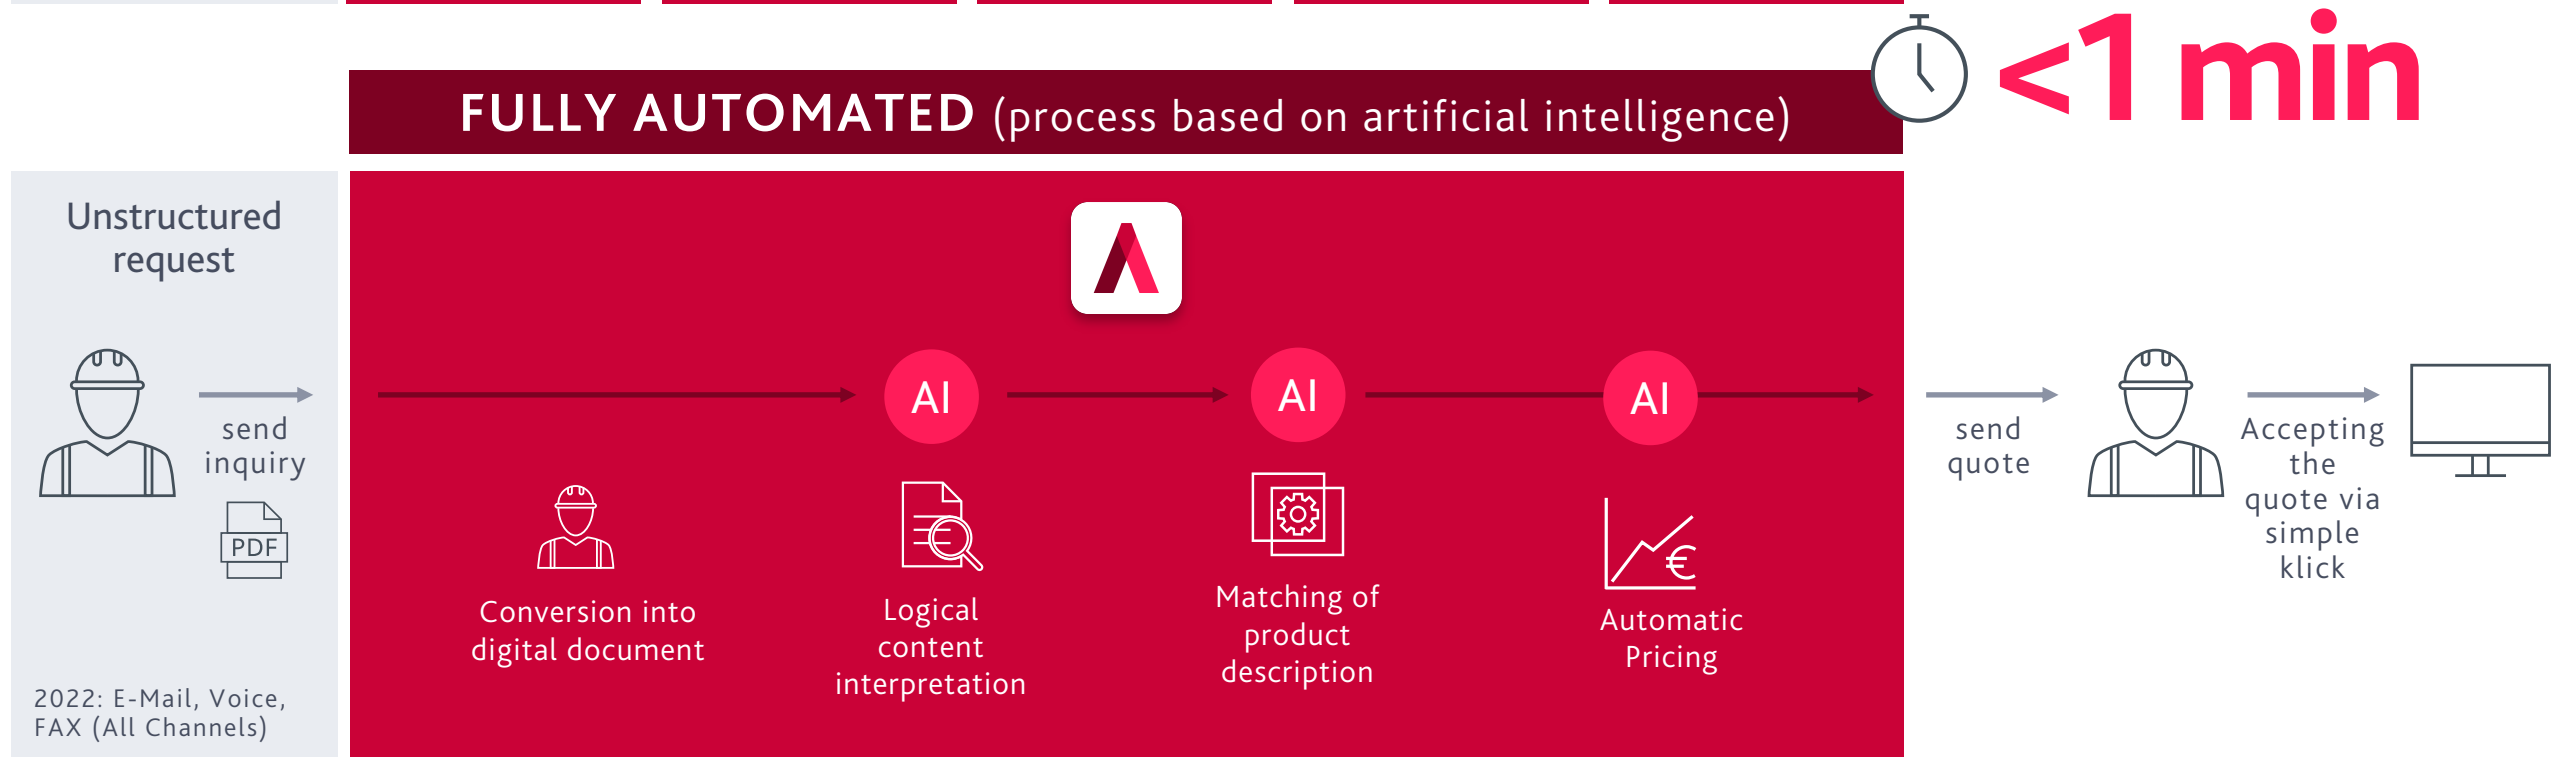 <1 min
FULLY AUTOMATED (process based on artificial intelligence)
Unstructured
request
send
inquiry
PDF
2022: E-Mail, Voice,
FAX (All Channels)
AI
AI
AI
Conversion into
digital document
Logical
content
interpretation
Matching of
product
description
€
Automatic
Pricing
send
quote
Accepting
the
quote via
simple
klick